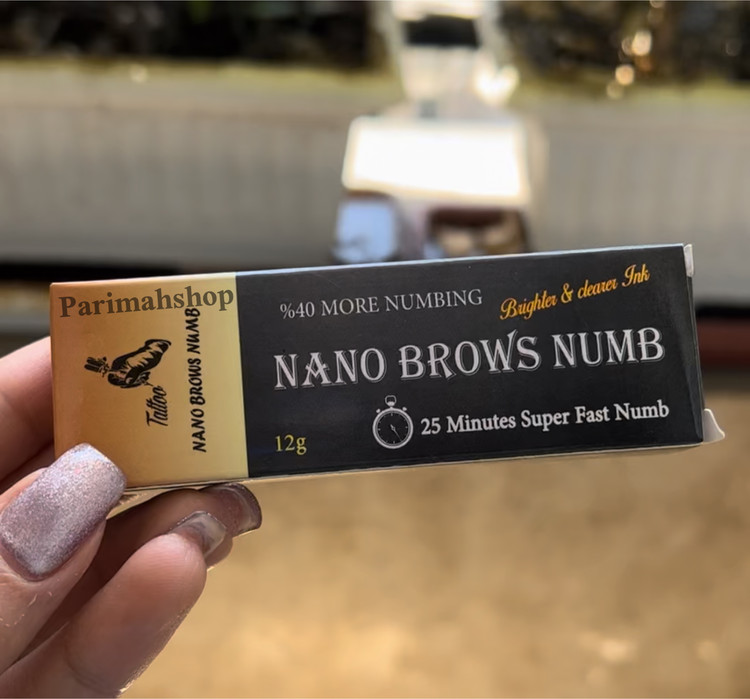 Parimahshop
Tattoo
NANO BROWS NUMB
%40 MORE NUMBING
Brighter & clearer Ink
NANO BROWS NUMB
25 Minutes Super Fast Numb
12g